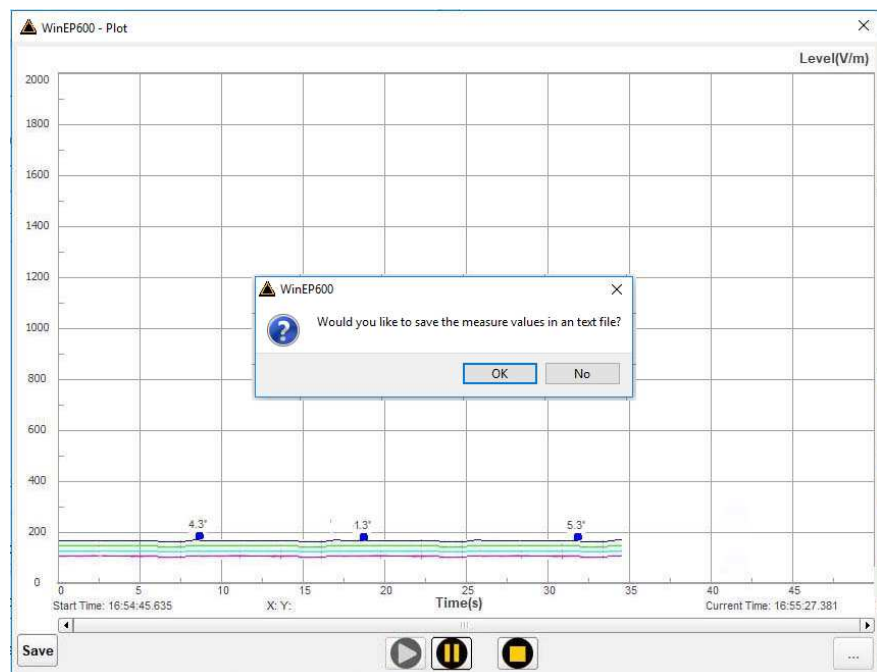 WinEP600 - Plot
Level(V/m)
2000
1800
1600
1400
1200
1000
800
600
400
200
0
WinEP600
Would you like to save the measure values in an text file?
OK No
4.3° 1.3° 5.3°
0 5 10 15 20 25 30 35 40 45
Start Time: 16:54:45.635 X: Y: Time(s) Current Time: 16:55:27.381
Save ...